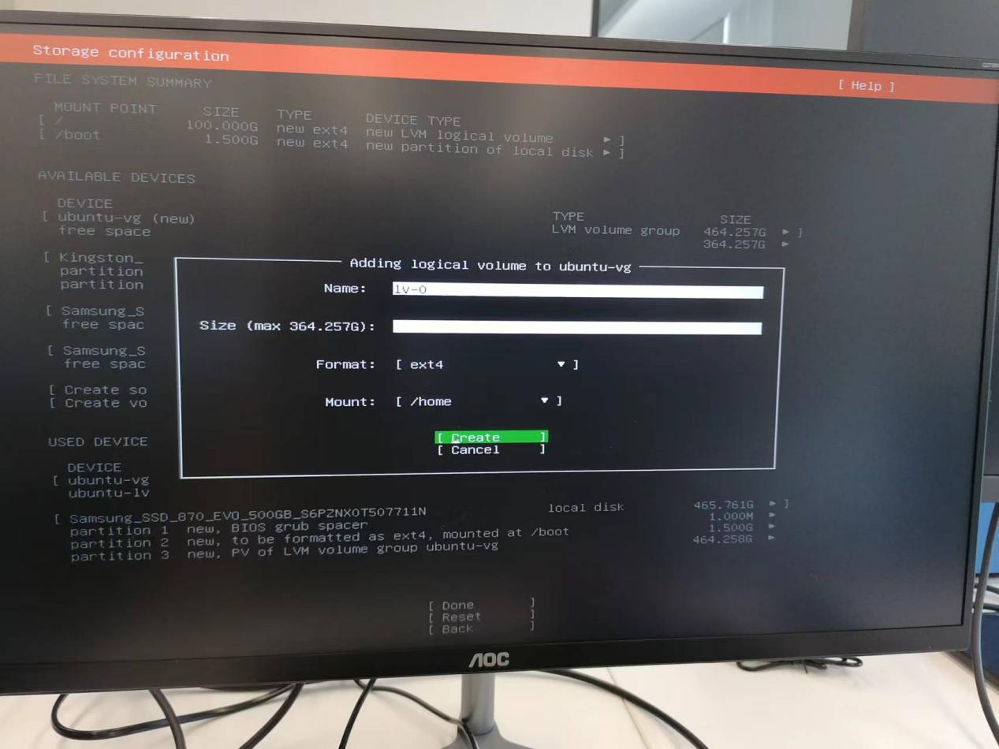 Storage configuration
[ Help ]
FILE SYSTEM SUMMARY
MOUNT POINT SIZE TYPE DEVICE TYPE
[ / 100.000G new ext4 new LVM logical volume ▸ ]
[ /boot 1.500G new ext4 new partition of local disk ▸ ]
AVAILABLE DEVICES
DEVICE TYPE SIZE
[ ubuntu-vg (new) LVM volume group 464.257G ▸ ]
free space 364.257G ▸
[ Kingston_
partition
partition
[ Samsung_S
free spac
[ Samsung_S
free spac
[ Create so
[ Create vo
Adding logical volume to ubuntu-vg
Name: lv-0
Size (max 364.257G):
Format: [ ext4 ▾ ]
Mount: [ /home ▾ ]
[ Create ]
[ Cancel ]
USED DEVICE
DEVICE
[ ubuntu-vg
ubuntu-lv
[ Samsung_SSD_870_EVO_500GB_S6PZNX0T507711N local disk 465.761G ▸ ]
partition 1 new, BIOS grub spacer 1.000M ▸
partition 2 new, to be formatted as ext4, mounted at /boot 1.500G ▸
partition 3 new, PV of LVM volume group ubuntu-vg 464.258G ▸
[ Done ]
[ Reset ]
[ Back ]
AOC